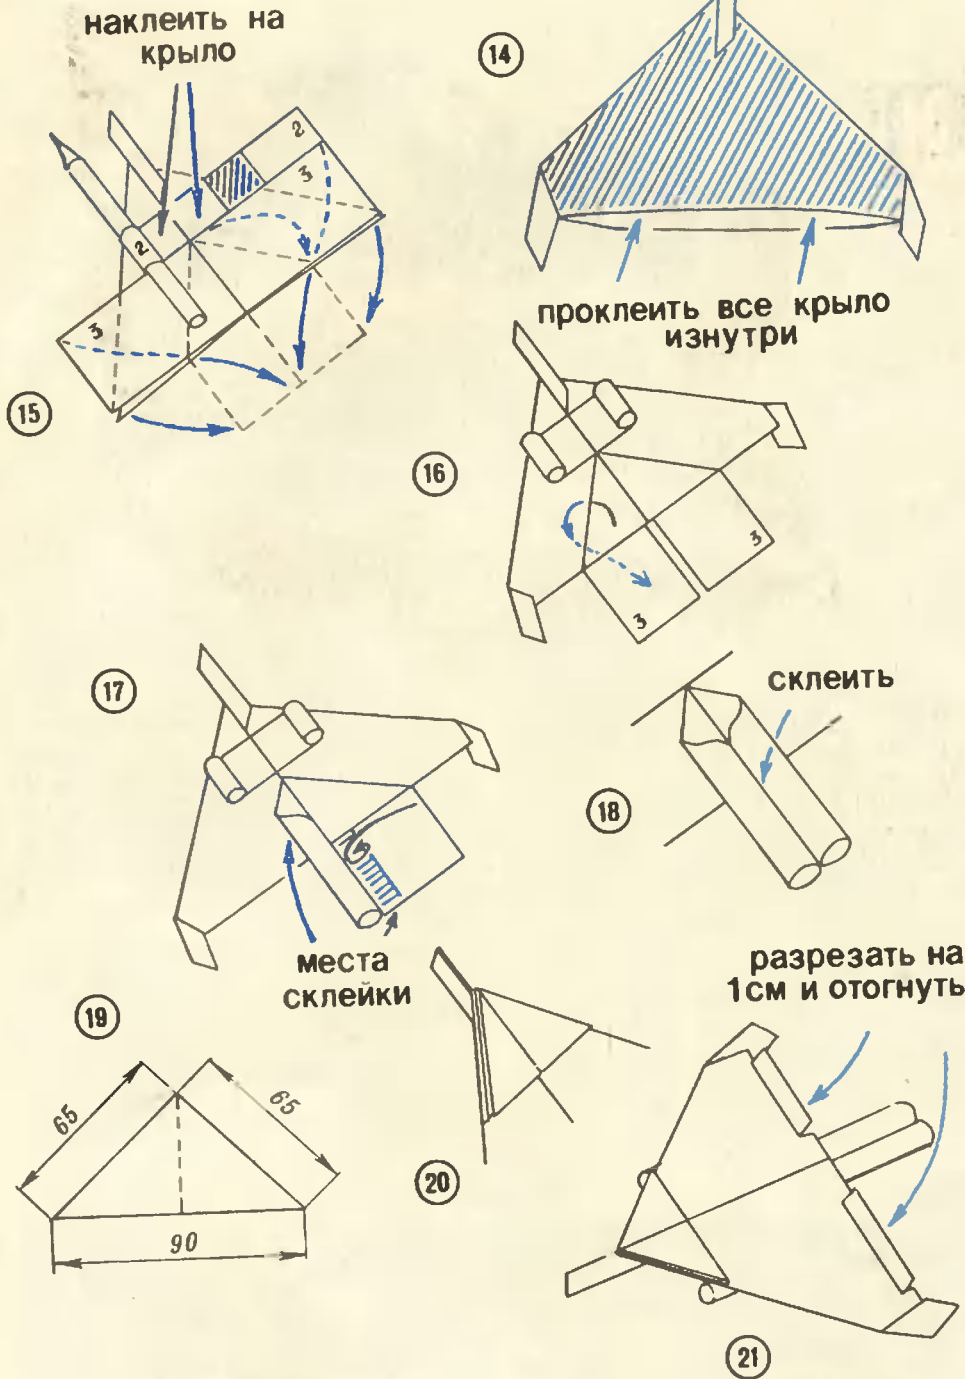 наклеить на
крыло
14
2
3
2
3
15
проклеить все крыло
изнутри
16
3
3
17
склеить
18
места
склейки
разрезать на
1см и отогнуть
19
65
65
90
20
21